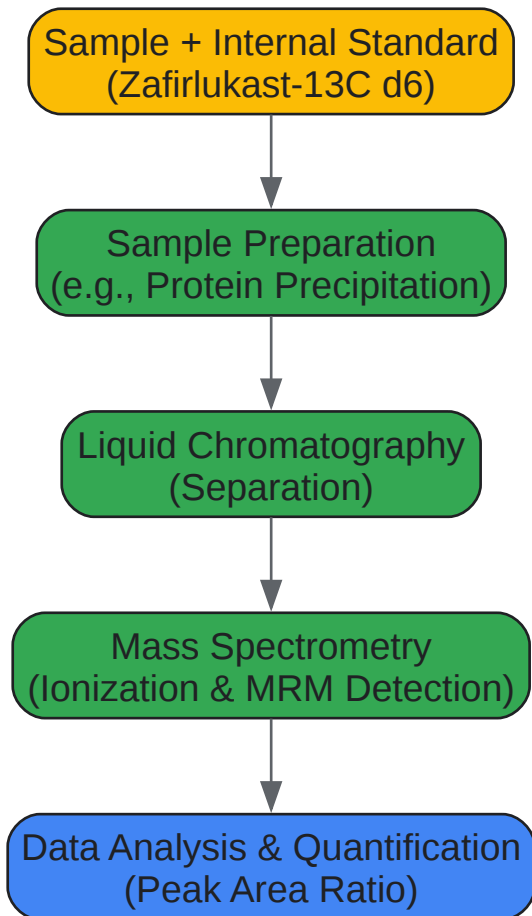 Sample + Internal Standard
(Zafirlukast-13C d6)
Sample Preparation
(e.g., Protein Precipitation)
Liquid Chromatography
(Separation)
Mass Spectrometry
(Ionization & MRM Detection)
Data Analysis & Quantification
(Peak Area Ratio)